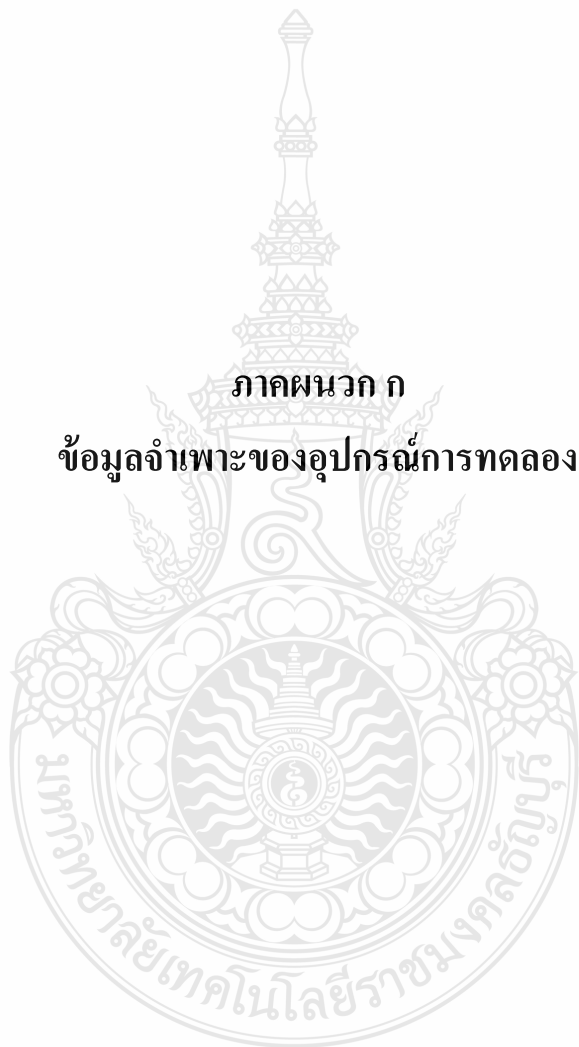 ภาคผนวก ก
ข้อมูลจำเพาะของอุปกรณ์การทดลอง
มหาวิทยาลัยเทคโนโลยีราชมงคลธัญบุรี